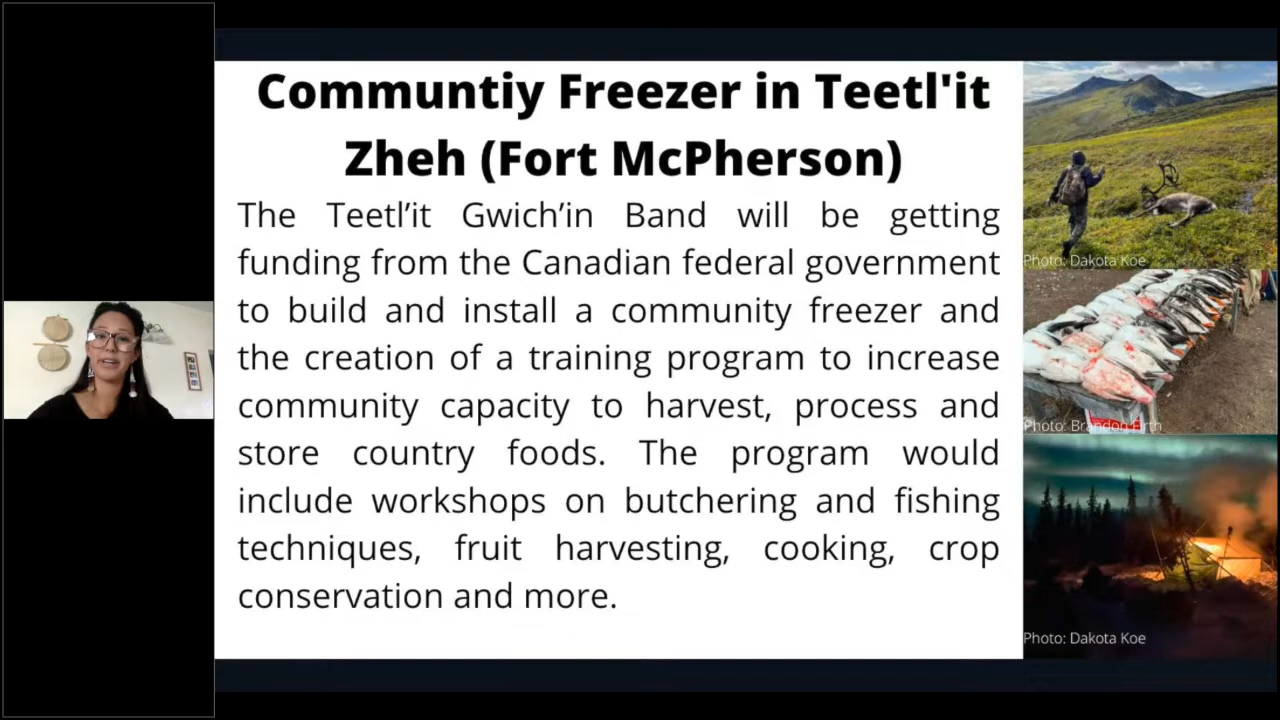 Communtiy Freezer in Teetl'it
Zheh (Fort McPherson)
The Teetl’it Gwich’in Band will be getting
funding from the Canadian federal government
to build and install a community freezer and
the creation of a training program to increase
community capacity to harvest, process and
store country foods. The program would
include workshops on butchering and fishing
techniques, fruit harvesting, cooking, crop
conservation and more.
Photo: Dakota Koe
Photo: Brandon Firth
Photo: Dakota Koe